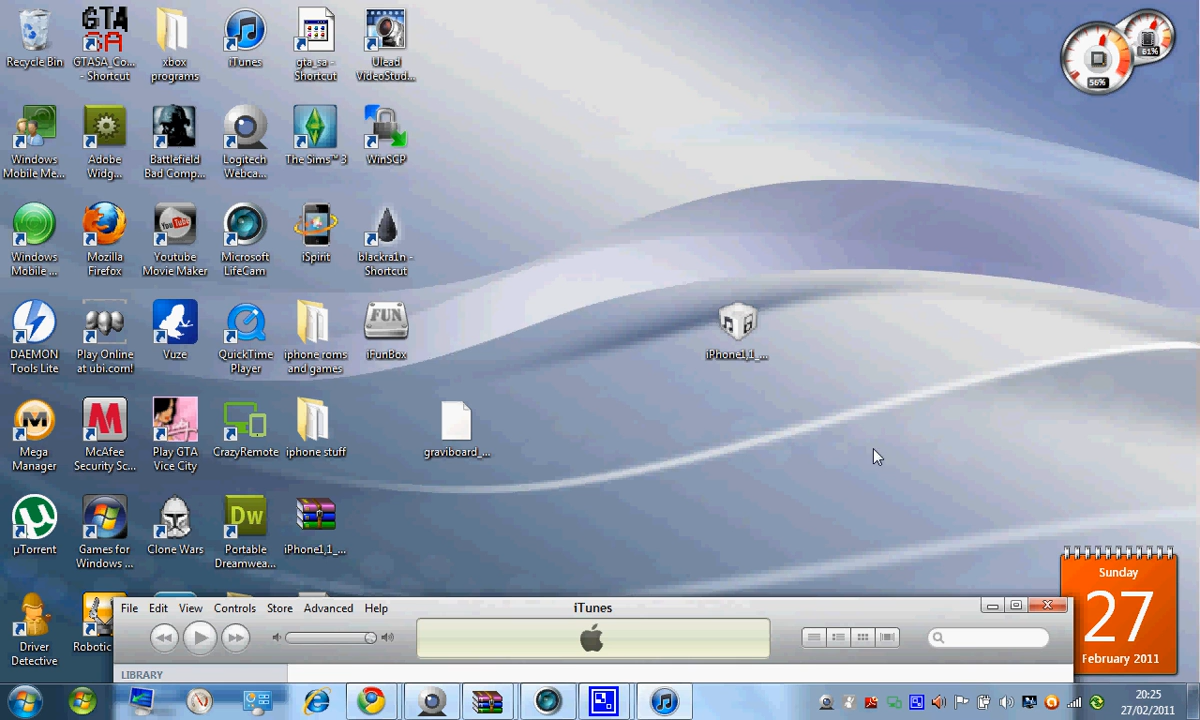 GTA
SA
56%
61%
Recycle Bin
GTASA_Co...
- Shortcut
xbox
programs
iTunes
gta_sa -
Shortcut
Ulead
VideoStud...
Windows
Mobile Me...
Adobe
Widg...
Battlefield
Bad Comp...
Logitech
Webca...
The Sims™ 3
WinSCP
You Tube
Windows
Mobile ...
Mozilla
Firefox
Youtube
Movie Maker
Microsoft
LifeCam
iSpirit
blackra1n -
Shortcut
FUN
DAEMON
Tools Lite
Play Online
at ubi.com!
Vuze
QuickTime
Player
iphone roms
and games
iFunBox
iPhone1,1_...
Mega
Manager
McAfee
Security Sc...
Play GTA
Vice City
CrazyRemote
iphone stuff
graviboard_...
Dw
µTorrent
Games for
Windows ...
Clone Wars
Portable
Dreamwea...
iPhone1,1_...
Driver
Detective
Robotic
File Edit View Controls Store Advanced Help
iTunes
LIBRARY
Sunday
27
February 2011
20:25
27/02/2011